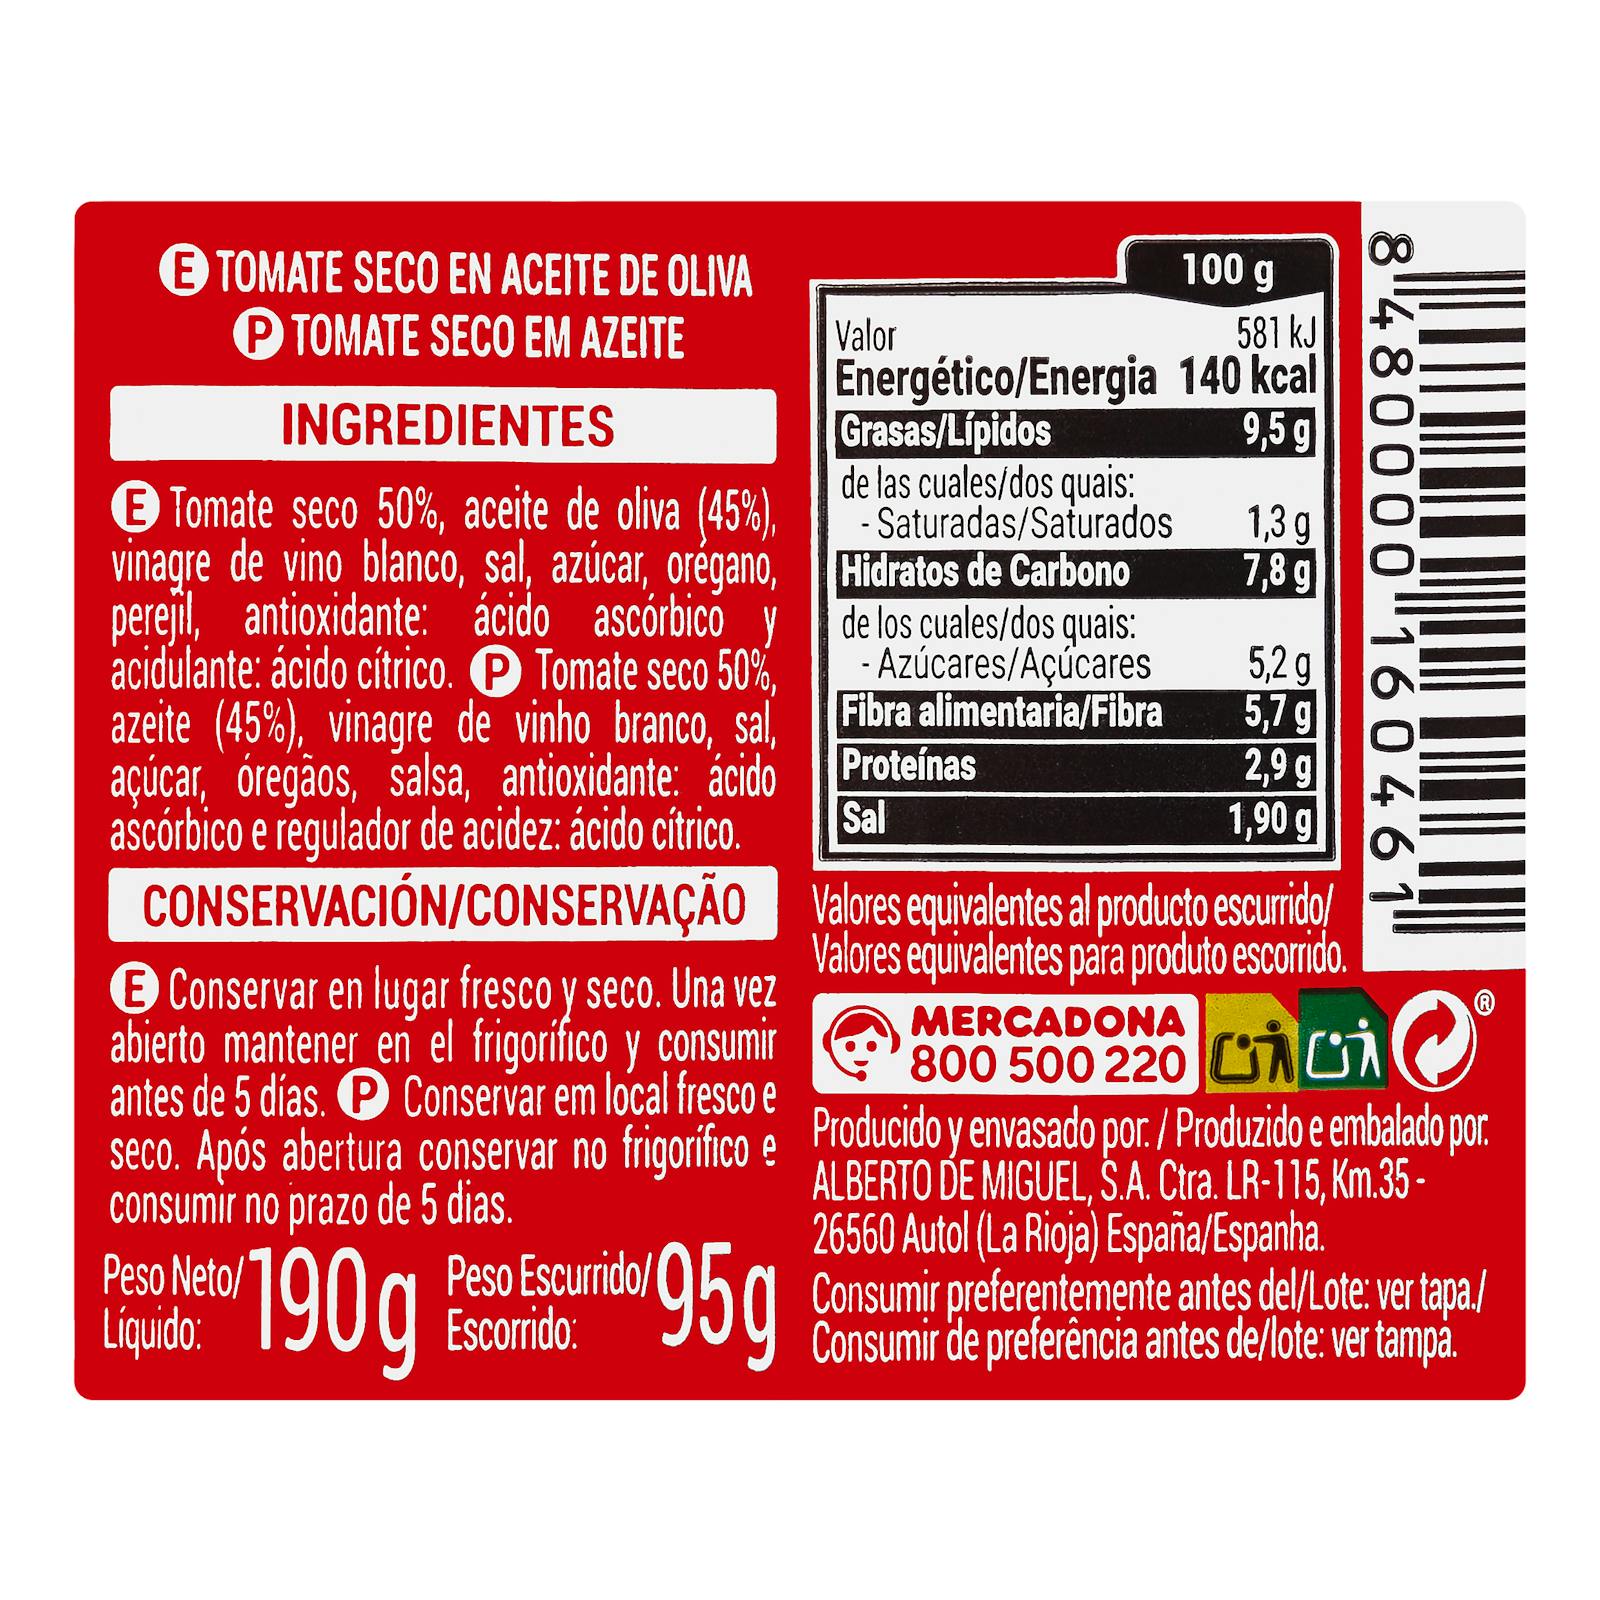 E TOMATE SECO EN ACEITE DE OLIVA
P TOMATE SECO EM AZEITE
INGREDIENTES
E Tomate seco 50%, aceite de oliva (45%),
vinagre de vino blanco, sal, azúcar, orégano,
perejil, antioxidante: ácido ascórbico y
acidulante: ácido cítrico. P Tomate seco 50%,
azeite (45%), vinagre de vinho branco, sal,
açúcar, óregãos, salsa, antioxidante: ácido
ascórbico e regulador de acidez: ácido cítrico.
CONSERVACIÓN/CONSERVAÇÃO
E Conservar en lugar fresco y seco. Una vez
abierto mantener en el frigorífico y consumir
antes de 5 días. P Conservar em local fresco e
seco. Após abertura conservar no frigorífico e
consumir no prazo de 5 dias.
Peso Neto/
Líquido: 190 g
Peso Escurrido/
Escorrido: 95 g
100 g
Valor 581 kJ
Energético/Energia 140 kcal
Grasas/Lípidos 9,5 g
de las cuales/dos quais:
- Saturadas/Saturados 1,3 g
Hidratos de Carbono 7,8 g
de los cuales/dos quais:
- Azúcares/Açúcares 5,2 g
Fibra alimentaria/Fibra 5,7 g
Proteínas 2,9 g
Sal 1,90 g
Valores equivalentes al producto escurrido/
Valores equivalentes para produto escorrido.
MERCADONA
800 500 220
®
Producido y envasado por: / Produzido e embalado por:
ALBERTO DE MIGUEL, S.A. Ctra. LR-115, Km.35 -
26560 Autol (La Rioja) España/Espanha.
Consumir preferentemente antes del/Lote: ver tapa./
Consumir de preferência antes de/lote: ver tampa.
8 480000 160461